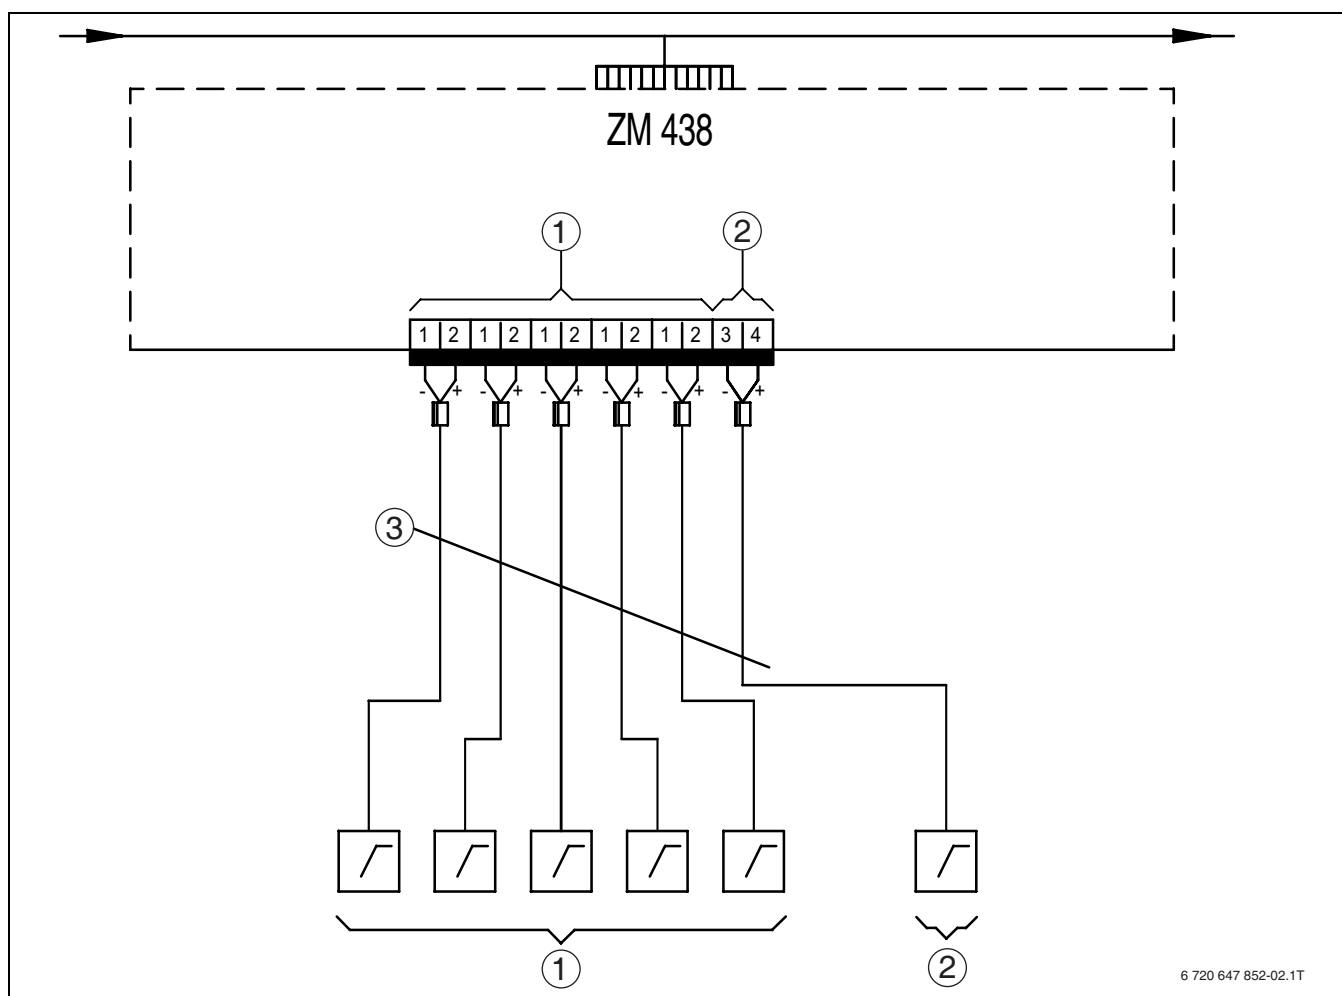 ZM 438
1 2
1 2 1 2 1 2 1 2 1 2 3 4
- + - + - + - + - + - +
3
1 2
6 720 647 852-02.1T